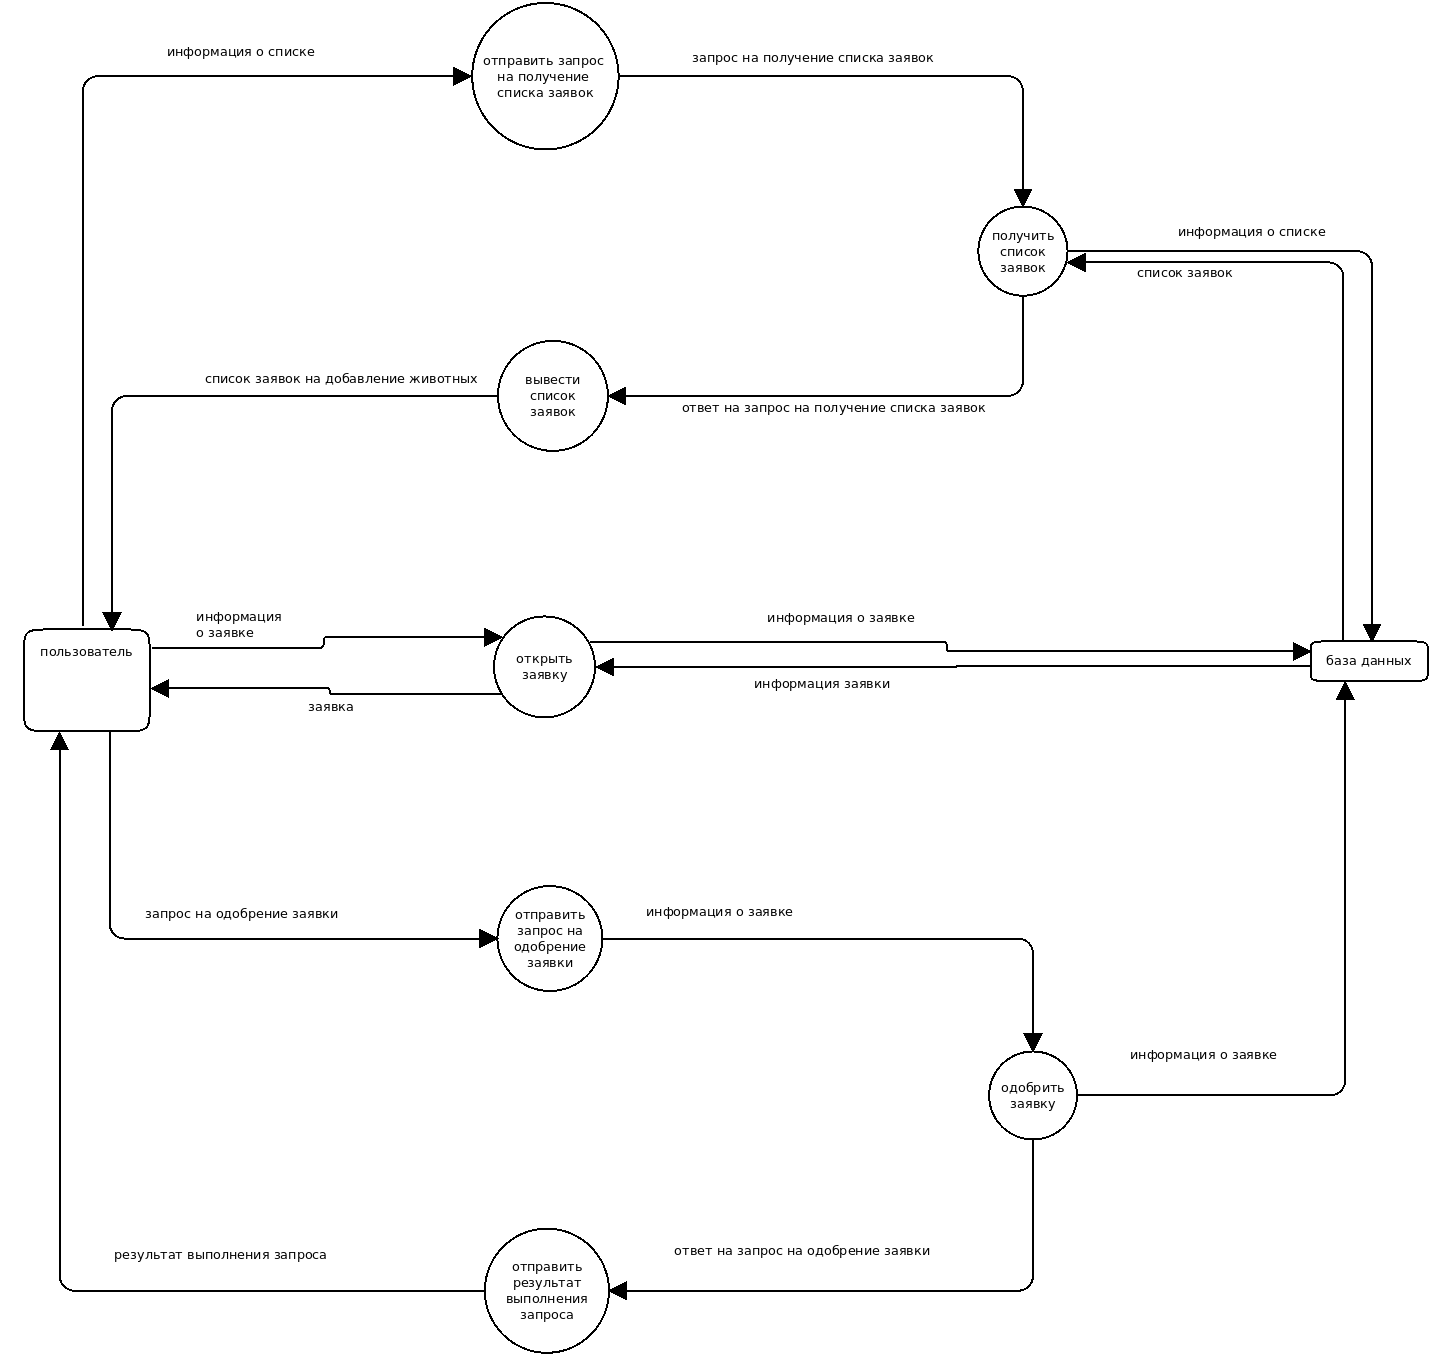 информация о списке
отправить запрос
на получение
списка заявок
запрос на получение списка заявок
получить
список
заявок
информация о списке
список заявок
список заявок на добавление животных
вывести
список
заявок
ответ на запрос на получение списка заявок
информация
о заявке
пользователь
открыть
заявку
информация о заявке
база данных
информация заявки
заявка
запрос на одобрение заявки
отправить
запрос на
одобрение
заявки
информация о заявке
одобрить
заявку
информация о заявке
результат выполнения запроса
отправить
результат
выполнения
запроса
ответ на запрос на одобрение заявки